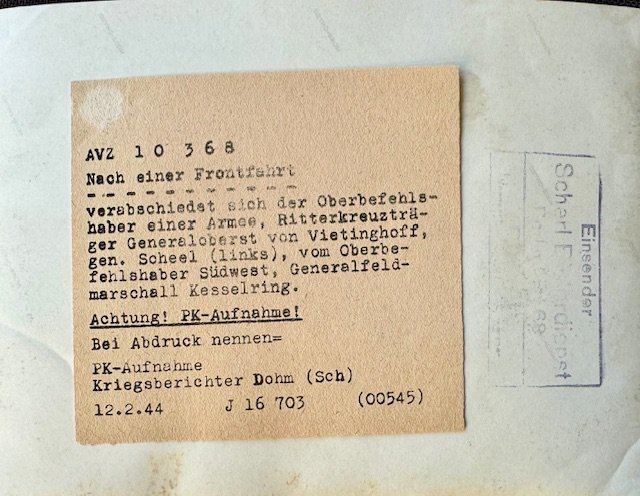 AVZ 10 368
Nach einer Frontfahrt
verabschiedet sich der Oberbefehls-
haber einer Armee, Ritterkreuzträ-
ger Generaloberst von Vietinghoff,
gen. Scheel (links), vom Oberbe-
fehlshaber Südwest, Generalfeld-
marschall Kesselring.
Achtung! PK-Aufnahme!
Bei Abdruck nennen=
PK-Aufnahme
Kriegsberichter Dohm (Sch)
12.2.44 J 16 703 (00545)
Einsender
Scherl
68